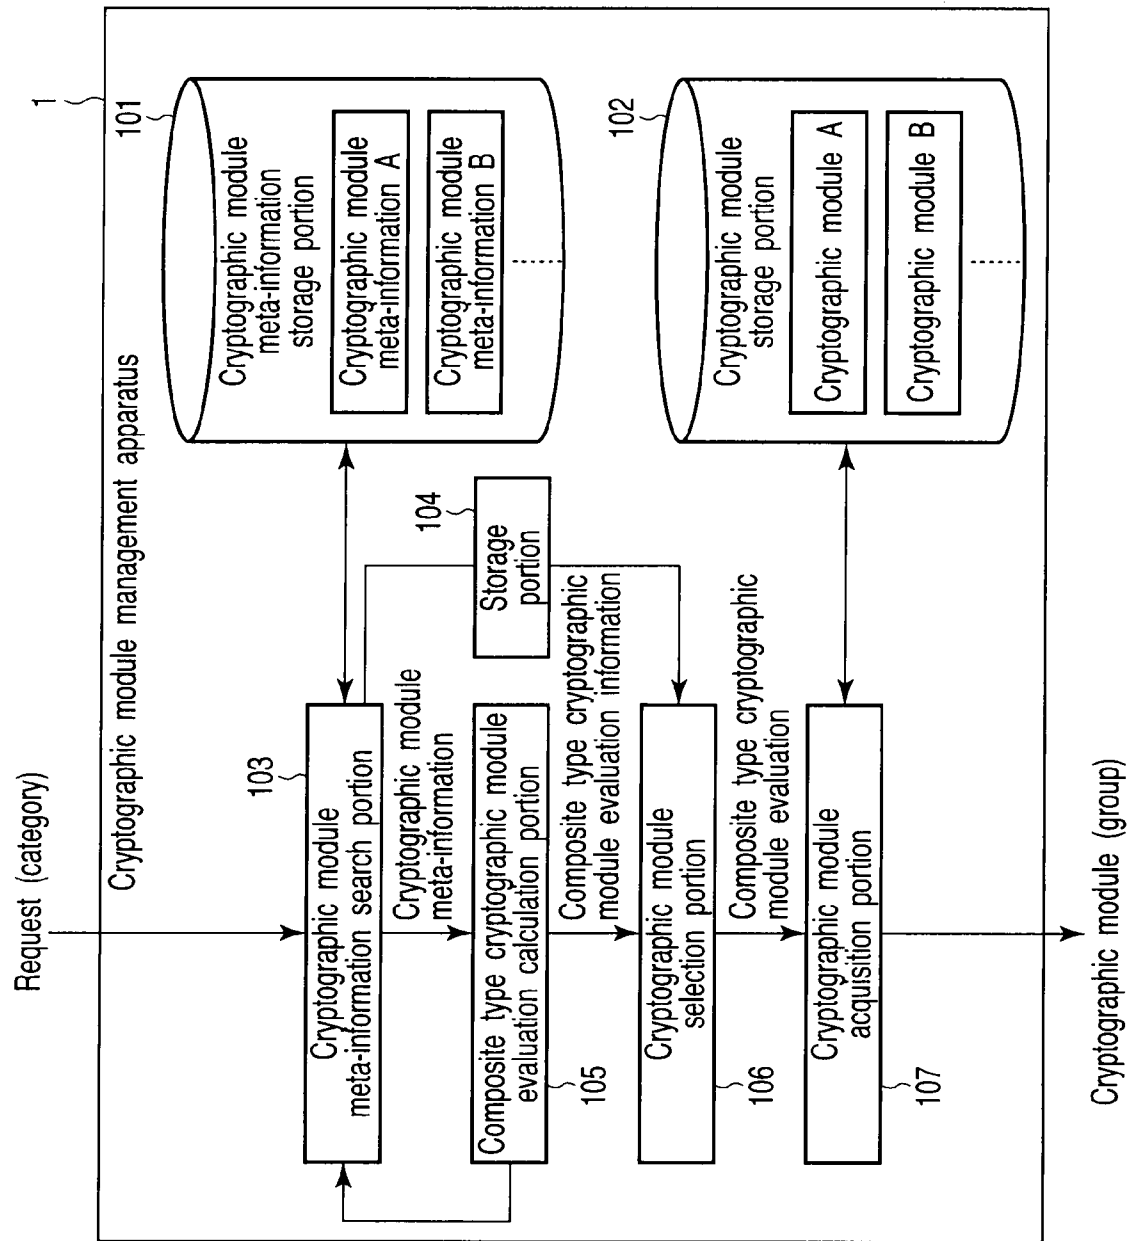 Request (category)
1
Cryptographic module management apparatus
103
Cryptographic module
meta-information search portion
Cryptographic module
meta-information
101
Cryptographic module
meta-information
storage portion
Cryptographic module
meta-information A
Cryptographic module
meta-information B
104
Storage
portion
Composite type cryptographic module
evaluation calculation portion
105
Composite type cryptographic
module evaluation information
Cryptographic module
selection portion
106
Composite type cryptographic
module evaluation
102
Cryptographic module
storage portion
Cryptographic module A
Cryptographic module B
Cryptographic module
acquisition portion
107
Cryptographic module (group)